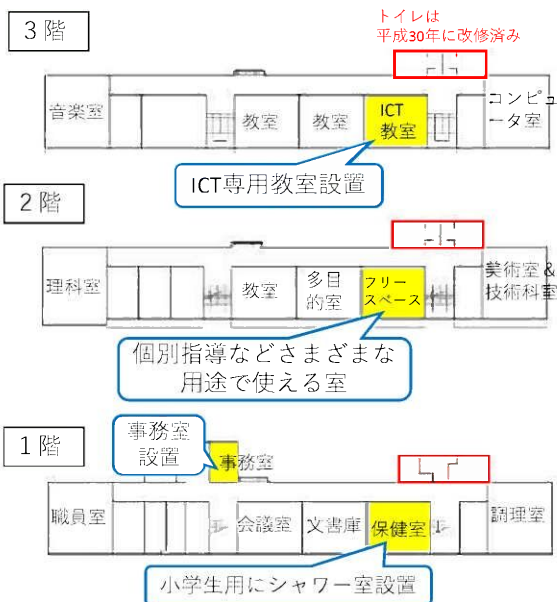 3階
トイレは
平成30年に改修済み
音楽室
教室
教室
ICT
教室
コンピュ
ータ室
ICT専用教室設置
2階
理科室
教室
多目
的室
フリー
スペース
美術室&
技術科室
個別指導などさまざまな
用途で使える室
1階
事務室
設置
事務室
職員室
会議室
文書庫
保健室
調理室
小学生用にシャワー室設置